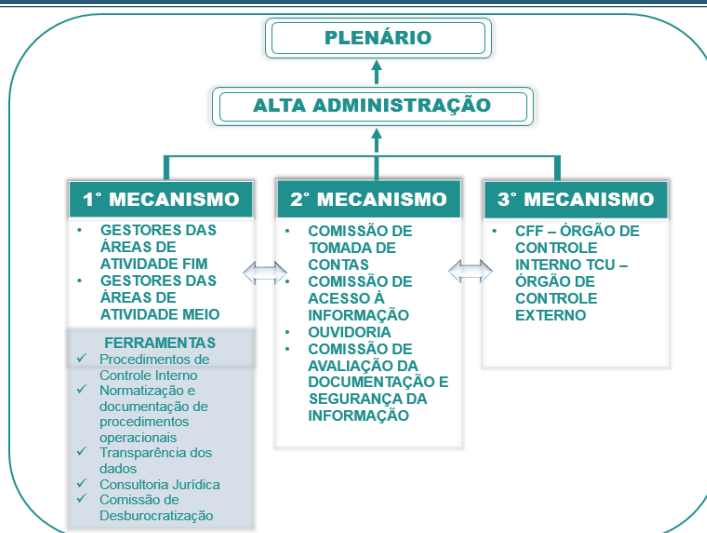 PLENÁRIO
ALTA ADMINISTRAÇÃO
1° MECANISMO
• GESTORES DAS
ÁREAS DE
ATIVIDADE FIM
• GESTORES DAS
ÁREAS DE
ATIVIDADE MEIO
FERRAMENTAS
✓ Procedimentos de
Controle Interno
✓ Normatização e
documentação de
procedimentos
operacionais
✓ Transparência dos
dados
✓ Consultoria Jurídica
✓ Comissão de
Desburocratização
2° MECANISMO
• COMISSÃO DE
TOMADA DE
CONTAS
• COMISSÃO DE
ACESSO À
INFORMAÇÃO
• OUVIDORIA
• COMISSÃO DE
AVALIAÇÃO DA
DOCUMENTAÇÃO E
SEGURANÇA DA
INFORMAÇÃO
3° MECANISMO
• CFF – ÓRGÃO DE
CONTROLE
INTERNO TCU –
ÓRGÃO DE
CONTROLE
EXTERNO